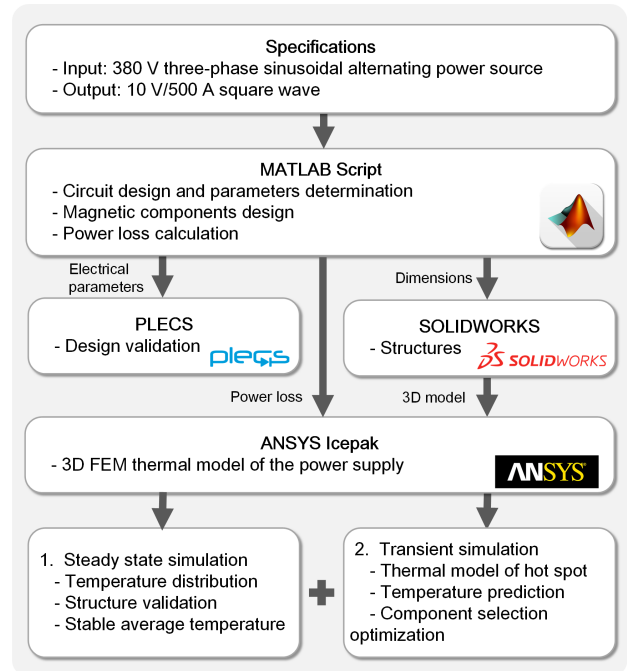 Specifications
- Input: 380 V three-phase sinusoidal alternating power source
- Output: 10 V/500 A square wave
MATLAB Script
- Circuit design and parameters determination
- Magnetic components design
- Power loss calculation
Electrical
parameters
Dimensions
PLECS
- Design validation
plecs
SOLIDWORKS
- Structures
SOLIDWORKS
Power loss
3D model
ANSYS Icepak
- 3D FEM thermal model of the power supply
ANSYS
1. Steady state simulation
- Temperature distribution
- Structure validation
- Stable average temperature
2. Transient simulation
- Thermal model of hot spot
- Temperature prediction
- Component selection
optimization